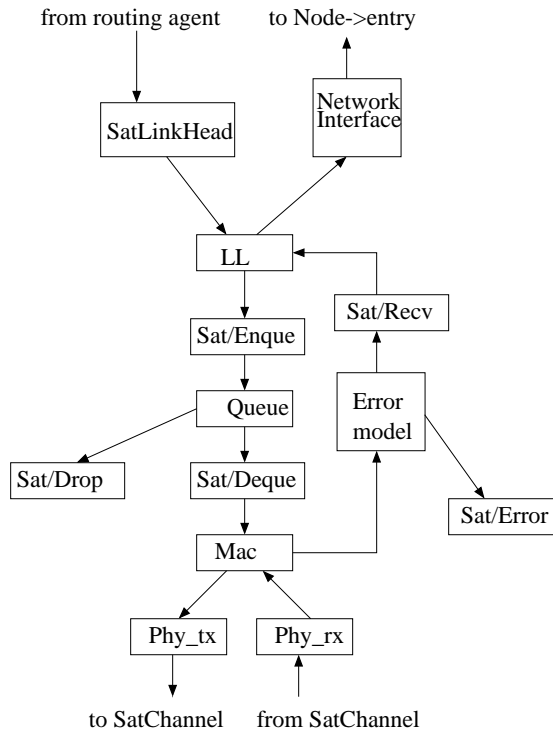 from routing agent
to Node->entry
SatLinkHead
Network
Interface
LL
Sat/Recv
Sat/Enque
Queue
Error
model
Sat/Drop
Sat/Deque
Sat/Error
Mac
Phy_tx
Phy_rx
to SatChannel
from SatChannel